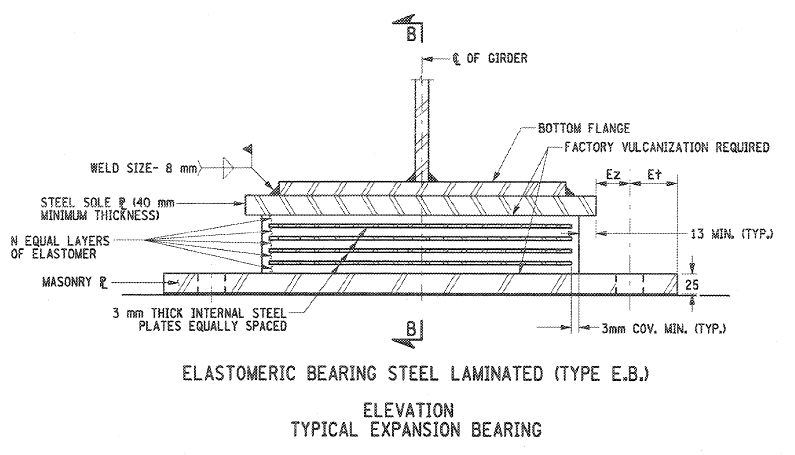 B
℄ OF GIRDER
BOTTOM FLANGE
FACTORY VULCANIZATION REQUIRED
WELD SIZE- 8 mm
Ez
Et
STEEL SOLE ℙ (40 mm
MINIMUM THICKNESS)
13 MIN. (TYP.)
N EQUAL LAYERS
OF ELASTOMER
MASONRY ℙ
25
3 mm THICK INTERNAL STEEL
PLATES EQUALLY SPACED
3mm COV. MIN. (TYP.)
B
ELASTOMERIC BEARING STEEL LAMINATED (TYPE E.B.)
ELEVATION
TYPICAL EXPANSION BEARING